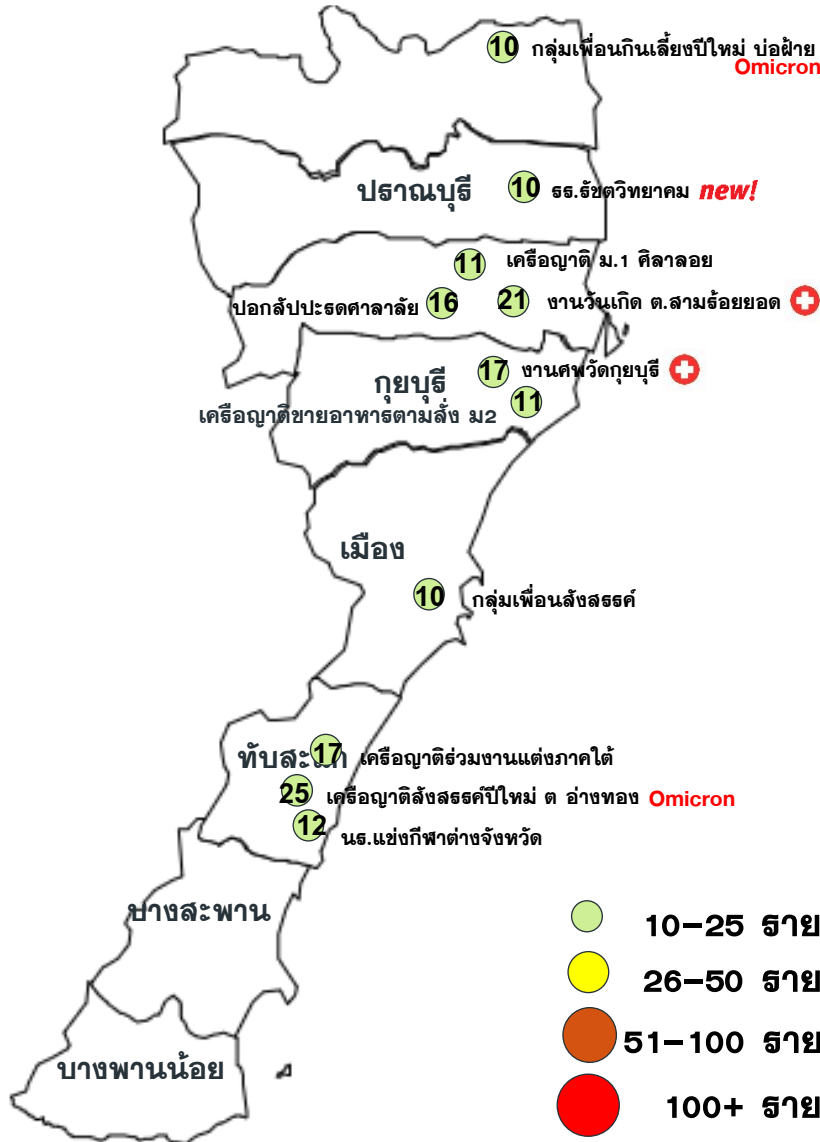 10 กลุ่มเพื่อนกินเลี้ยงปีใหม่ บ่อฝ้าย
Omicron
ปราณบุรี 10 รร.รัชตวิทยาคม new!
11 เครือญาติ ม.1 ศิลาลอย
ปอกสัปปะรดศาลาลัย 16 21 งานวันเกิด ต.สามร้อยยอด
กุยบุรี 17 งานศพวัดกุยบุรี
เครือญาติขายอาหารตามสั่ง ม2 11
เมือง
10 กลุ่มเพื่อนสังสรรค์
ทับสะแก 17 เครือญาติร่วมงานแต่งภาคใต้
25 เครือญาติสังสรรค์ปีใหม่ ต อ่างทอง Omicron
12 นร.แข่งกีฬาต่างจังหวัด
บางสะพาน
10-25 ราย
26-50 ราย
51-100 ราย
บางพานน้อย
100+ ราย